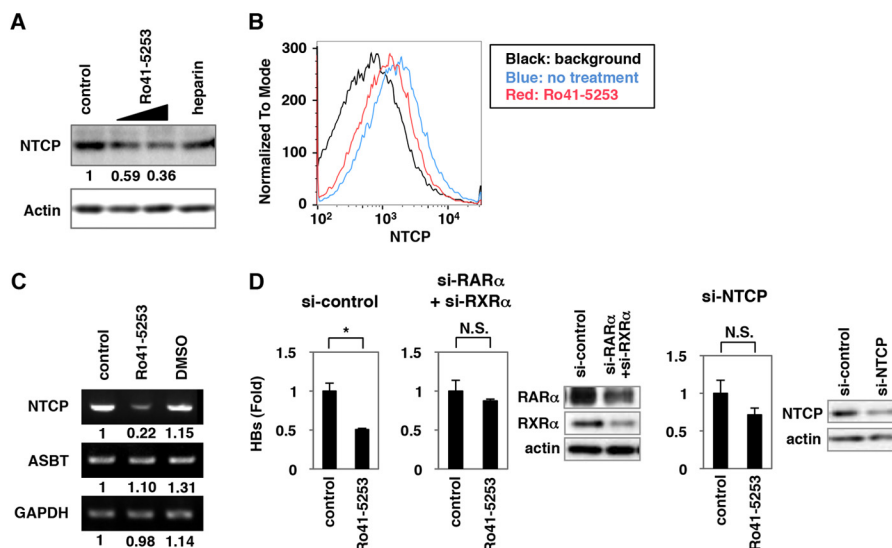 A
control
Ro41-5253
heparin
NTCP
1 0.59 0.36
Actin
B
Normalized To Mode
300
200
100
0
10² 10³ 10⁴
NTCP
Black: background
Blue: no treatment
Red: Ro41-5253
C
control
Ro41-5253
DMSO
NTCP
1 0.22 1.15
ASBT
1 1.10 1.31
GAPDH
1 0.98 1.14
D
si-control
*
HBs (Fold)
1.5
1
0.5
0
control
Ro41-5253
si-RARα
+ si-RXRα
N.S.
1.5
1
0.5
0
control
Ro41-5253
si-control
si-RARα
+si-RXRα
RARα
RXRα
actin
si-NTCP
N.S.
1.5
1
0.5
0
control
Ro41-5253
si-control
si-NTCP
NTCP
actin